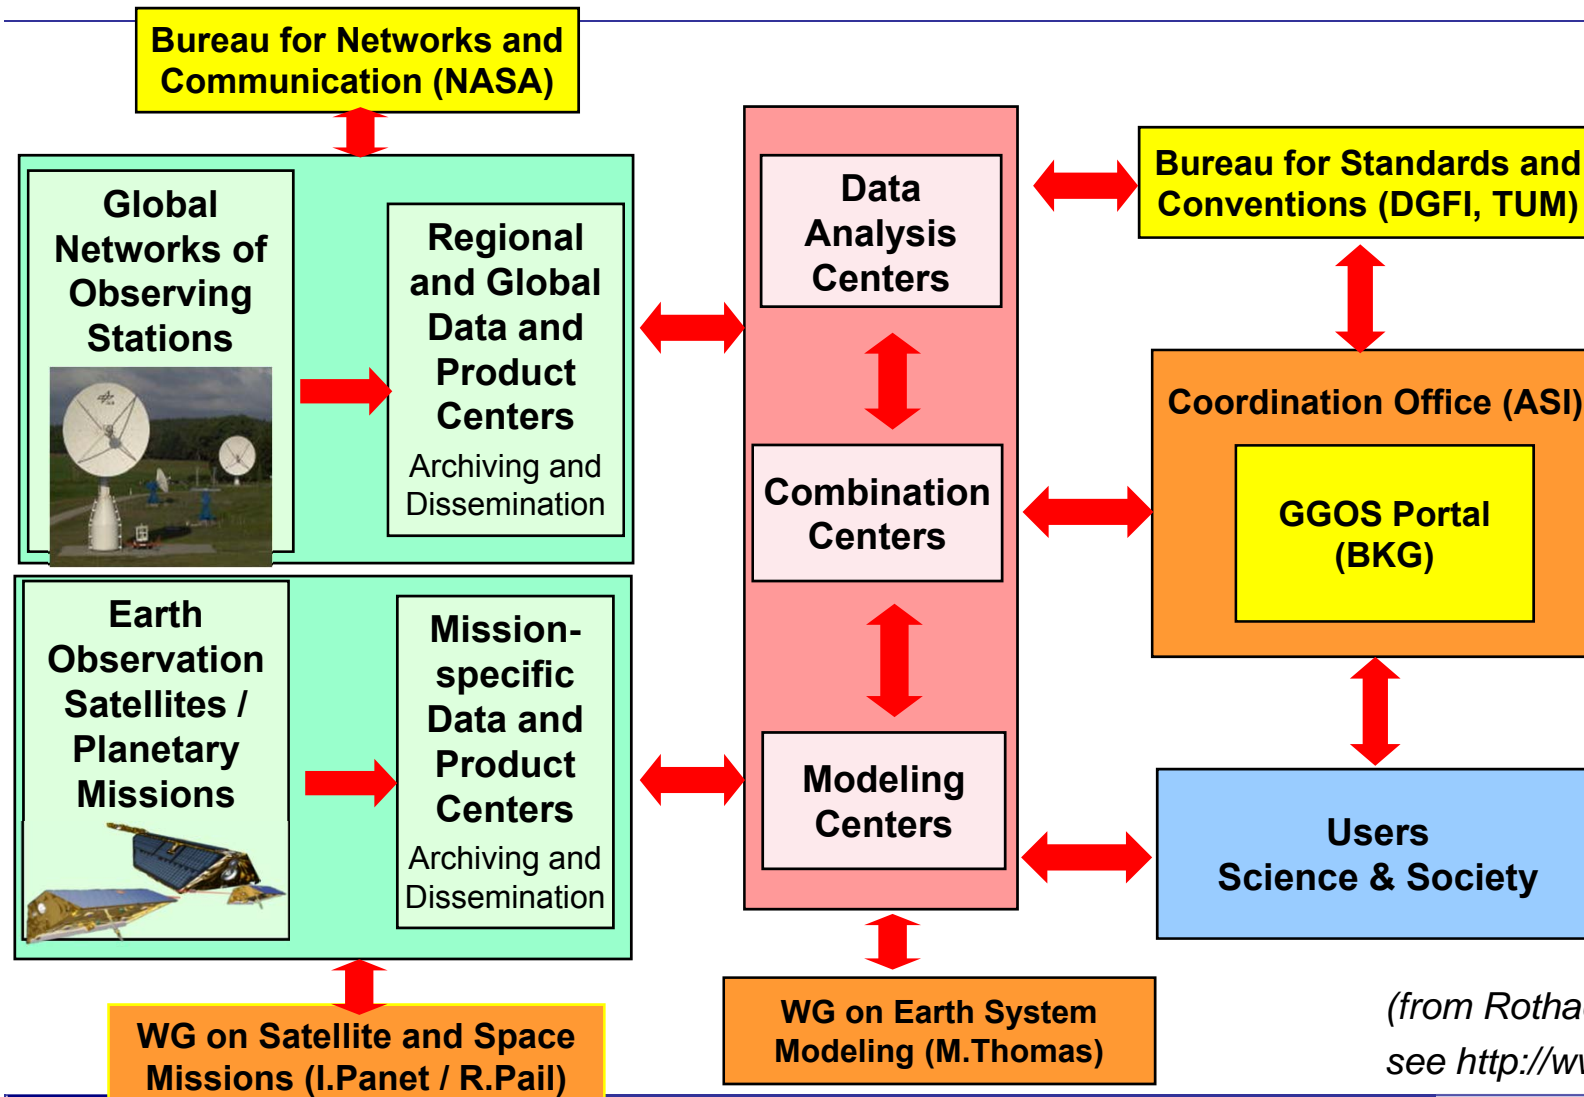 Bureau for Networks and
Communication (NASA)
Global
Networks of
Observing
Stations
Regional
and Global
Data and
Product
Centers
Archiving and
Dissemination
Earth
Observation
Satellites /
Planetary
Missions
Mission-
specific
Data and
Product
Centers
Archiving and
Dissemination
WG on Satellite and Space
Missions (I.Panet / R.Pail)
Data
Analysis
Centers
Combination
Centers
Modeling
Centers
WG on Earth System
Modeling (M.Thomas)
Bureau for Standards and
Conventions (DGFI, TUM)
Coordination Office (ASI)
GGOS Portal
(BKG)
Users
Science & Society
(from
see